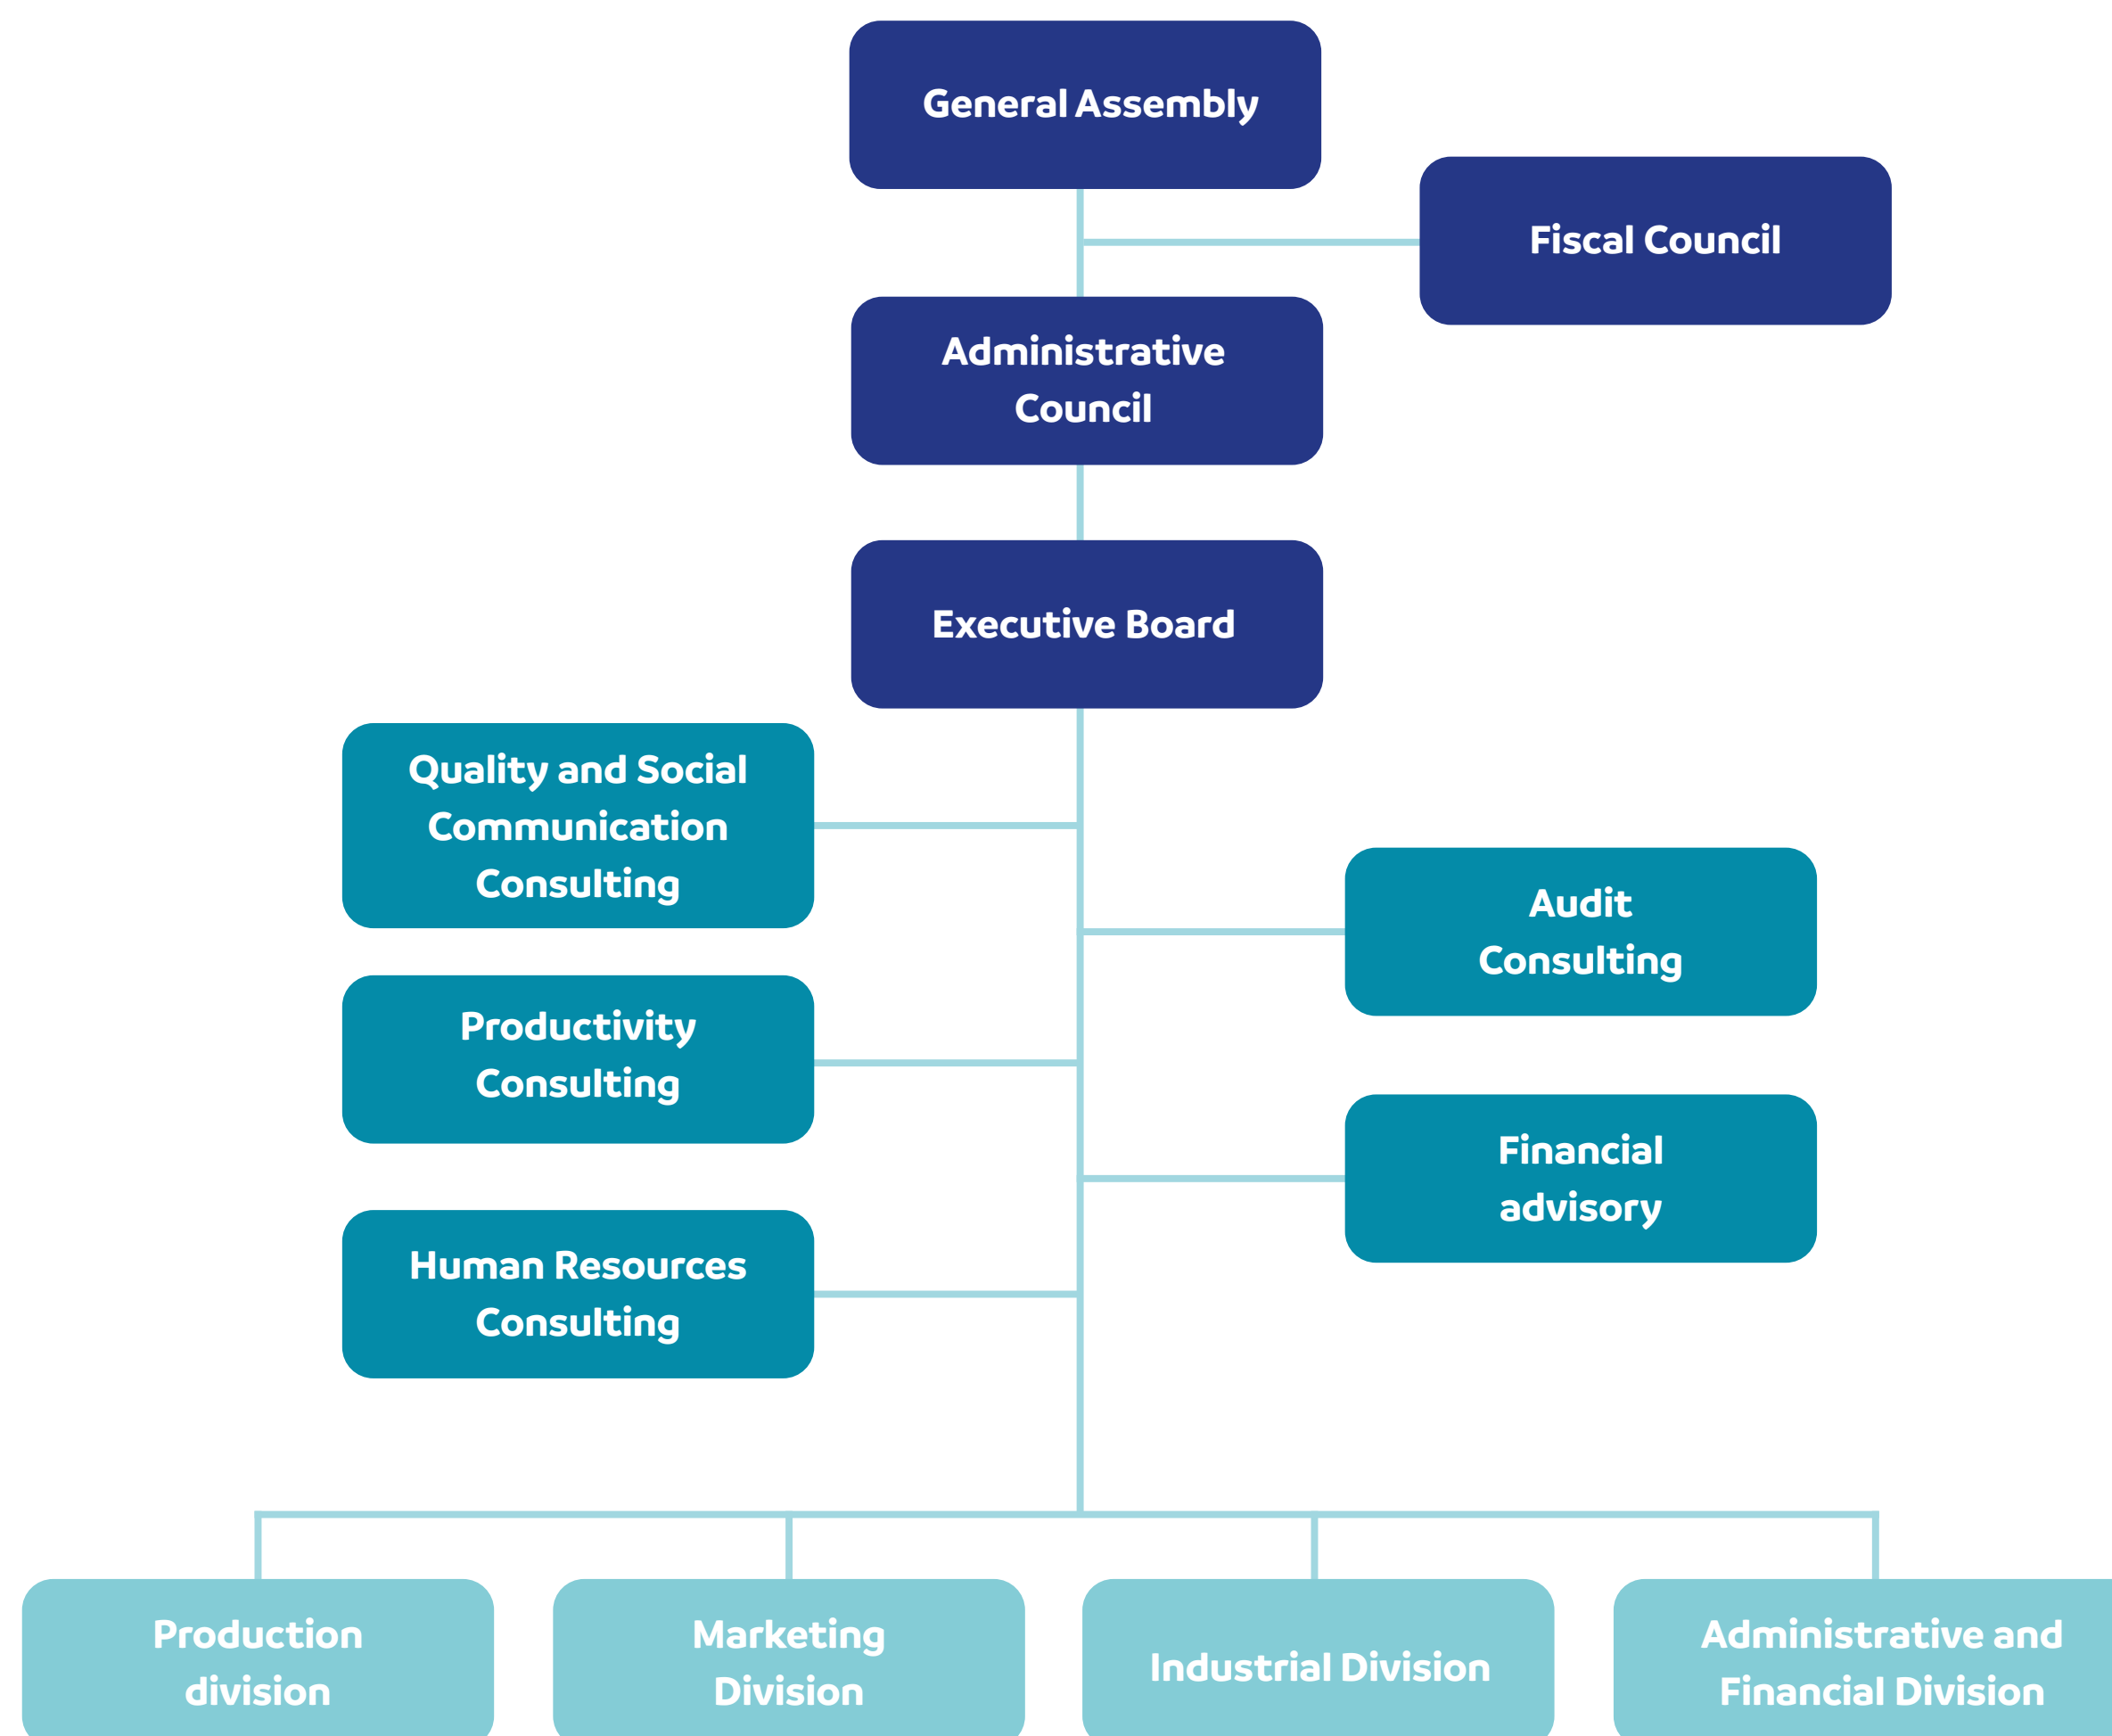 General Assembly
Fiscal Council
Administrative
Council
Executive Board
Quality and Social
Communication
Consulting
Audit
Consulting
Productivity
Consulting
Financial
advisory
Human Resources
Consulting
Production
division
Marketing
Division
Industrial Division
Administrative and
Financial Division